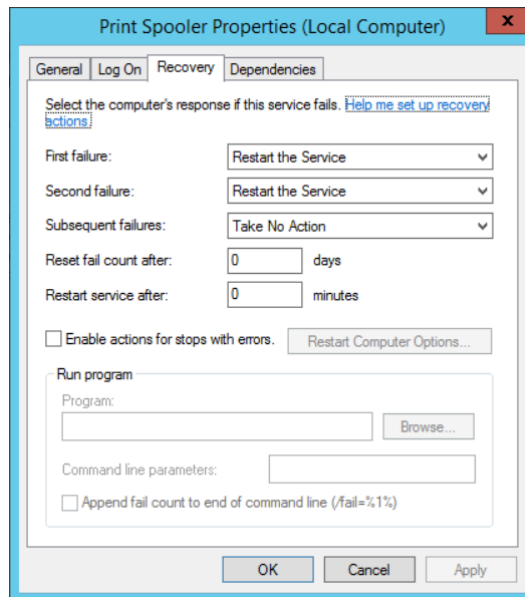 Print Spooler Properties (Local Computer)
x
General Log On Recovery Dependencies
Select the computer's response if this service fails. Help me set up recovery
actions.
First failure: Restart the Service
Second failure: Restart the Service
Subsequent failures: Take No Action
Reset fail count after: 0 days
Restart service after: 0 minutes
Enable actions for stops with errors. Restart Computer Options...
Run program
Program:
Browse...
Command line parameters:
Append fail count to end of command line (/fail=%1%)
OK Cancel Apply